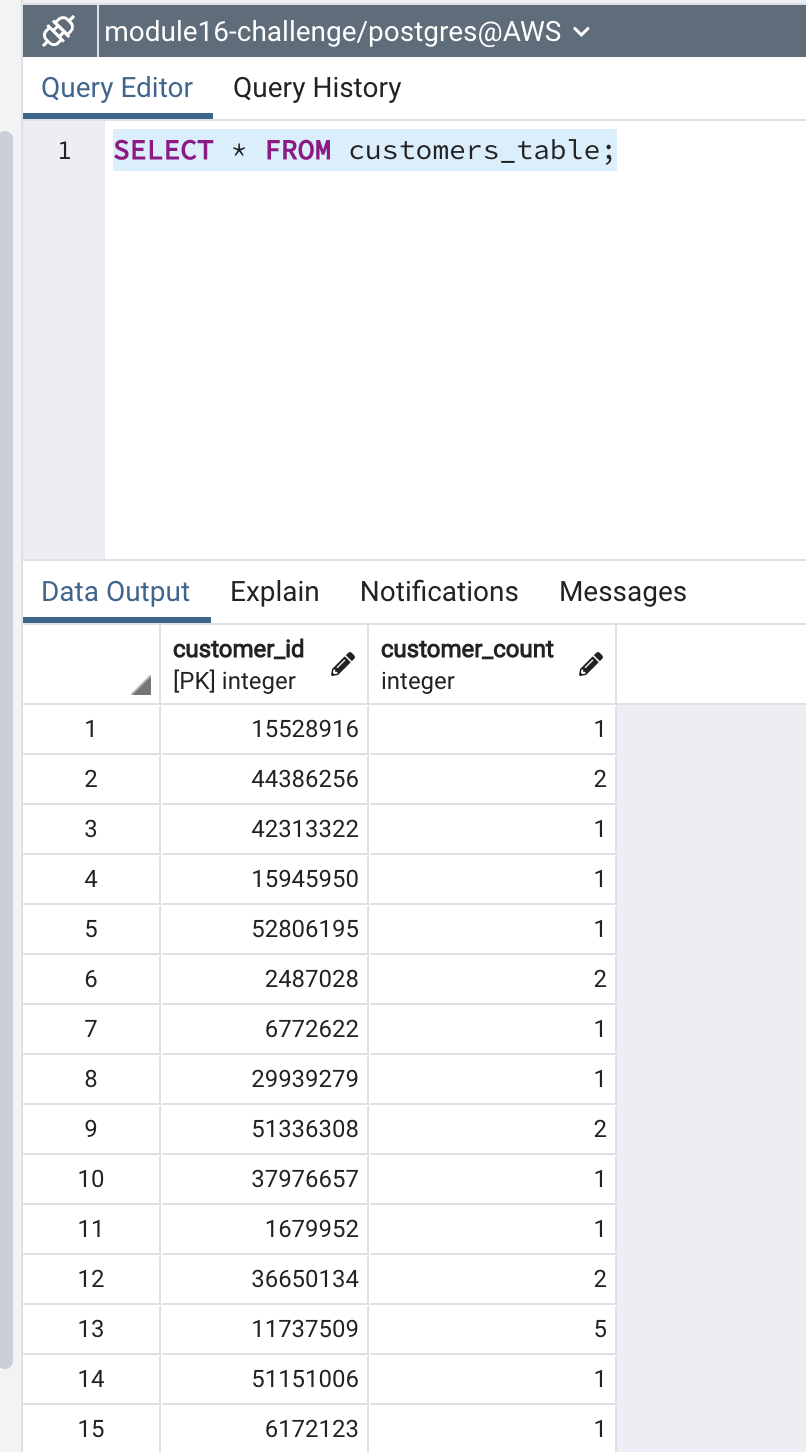 module16-challenge/postgres@AWS
Query Editor Query History
1 SELECT * FROM customers_table;
Data Output Explain Notifications Messages
customer_id customer_count
[PK] integer integer
1 15528916 1
2 44386256 2
3 42313322 1
4 15945950 1
5 52806195 1
6 2487028 2
7 6772622 1
8 29939279 1
9 51336308 2
10 37976657 1
11 1679952 1
12 36650134 2
13 11737509 5
14 51151006 1
15 6172123 1